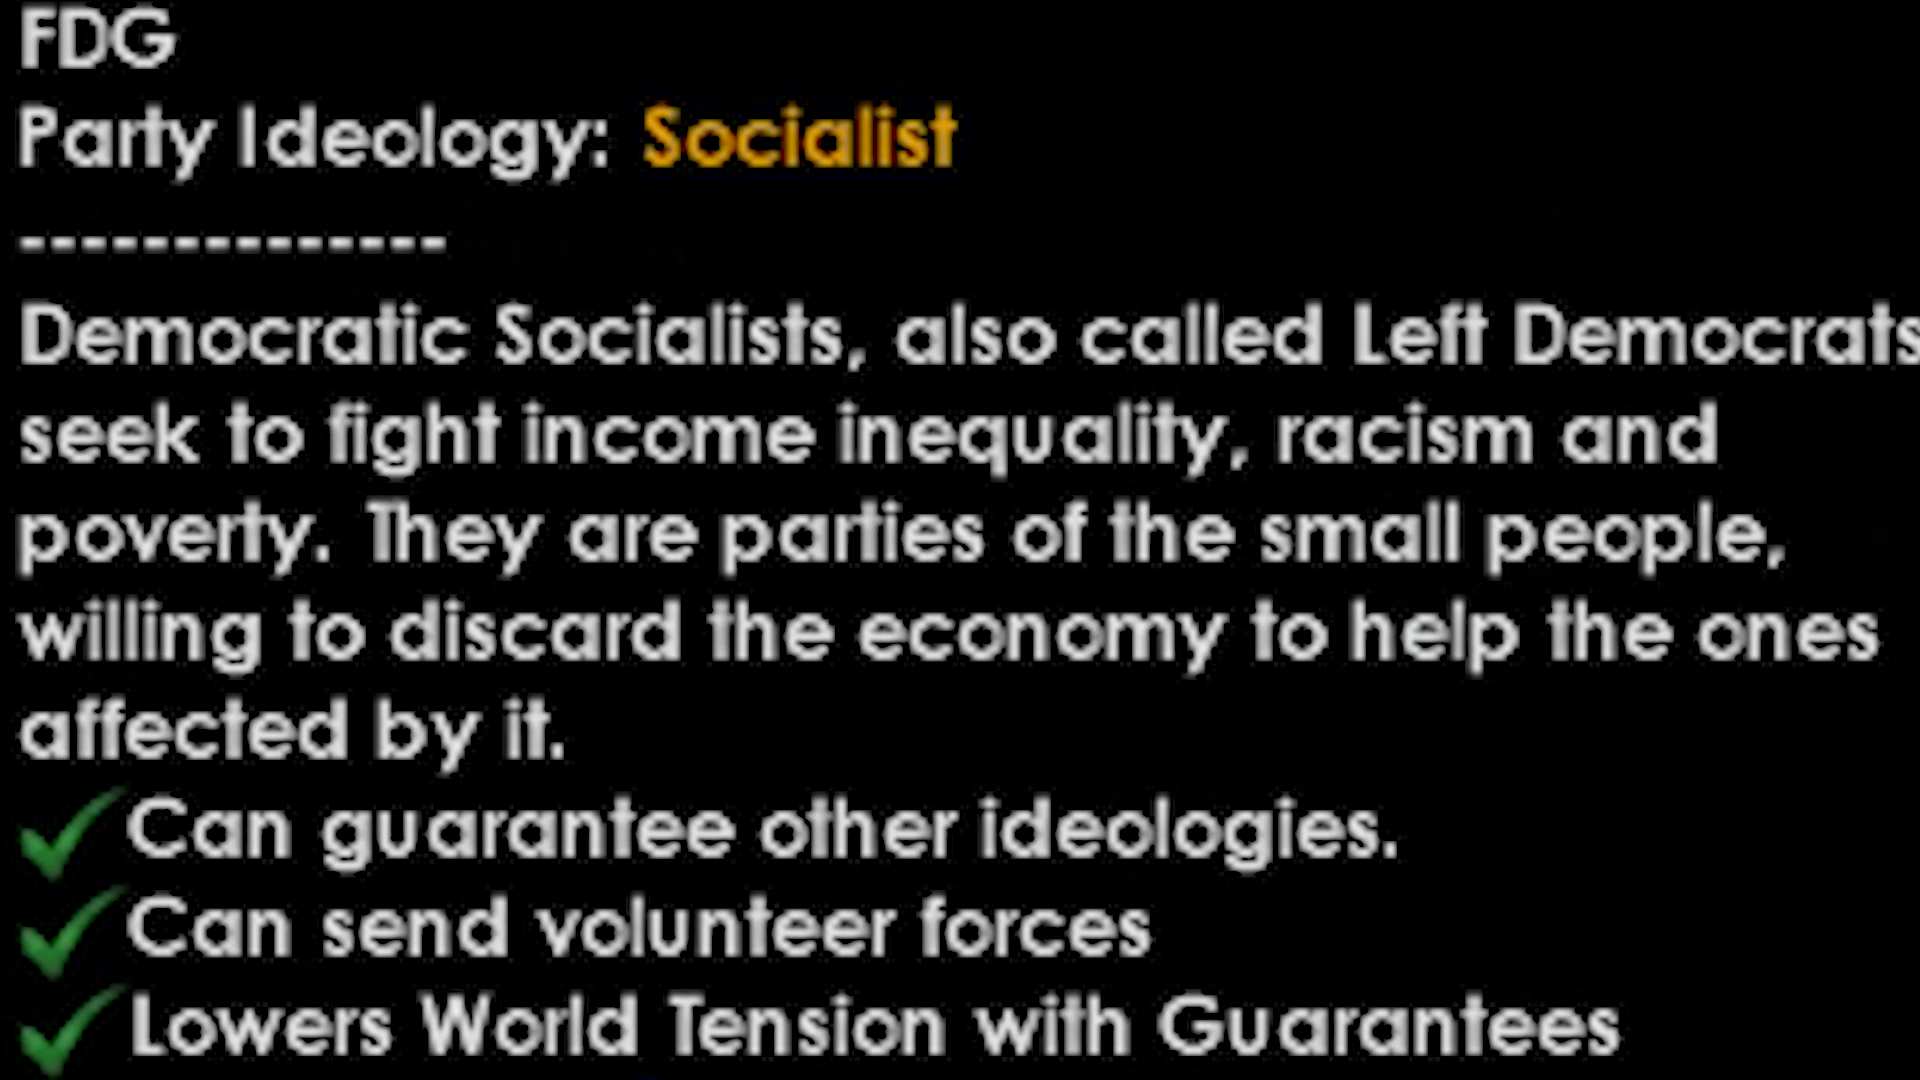 FDG
Party Ideology: Socialist
--------------
Democratic Socialists, also called Left Democrats
seek to fight income inequality, racism and
poverty. They are parties of the small people,
willing to discard the economy to help the ones
affected by it.
Can guarantee other ideologies.
Can send volunteer forces
Lowers World Tension with Guarantees